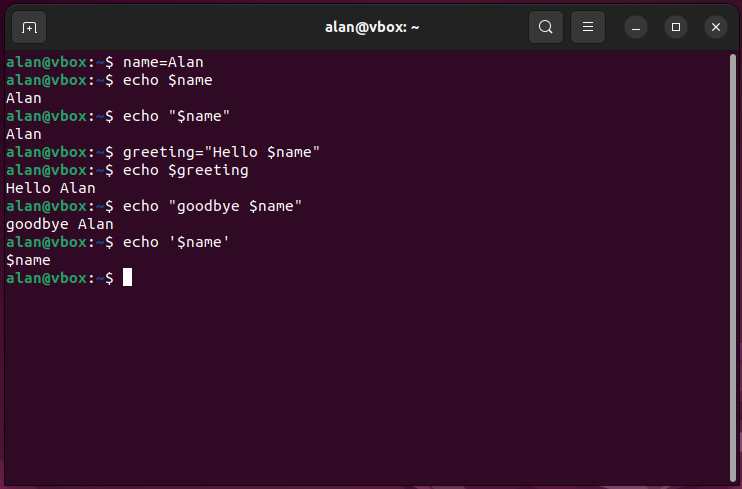 alan@vbox: ~
alan@vbox:~$ name=Alan
alan@vbox:~$ echo $name
Alan
alan@vbox:~$ echo "$name"
Alan
alan@vbox:~$ greeting="Hello $name"
alan@vbox:~$ echo $greeting
Hello Alan
alan@vbox:~$ echo "goodbye $name"
goodbye Alan
alan@vbox:~$ echo '$name'
$name
alan@vbox:~$